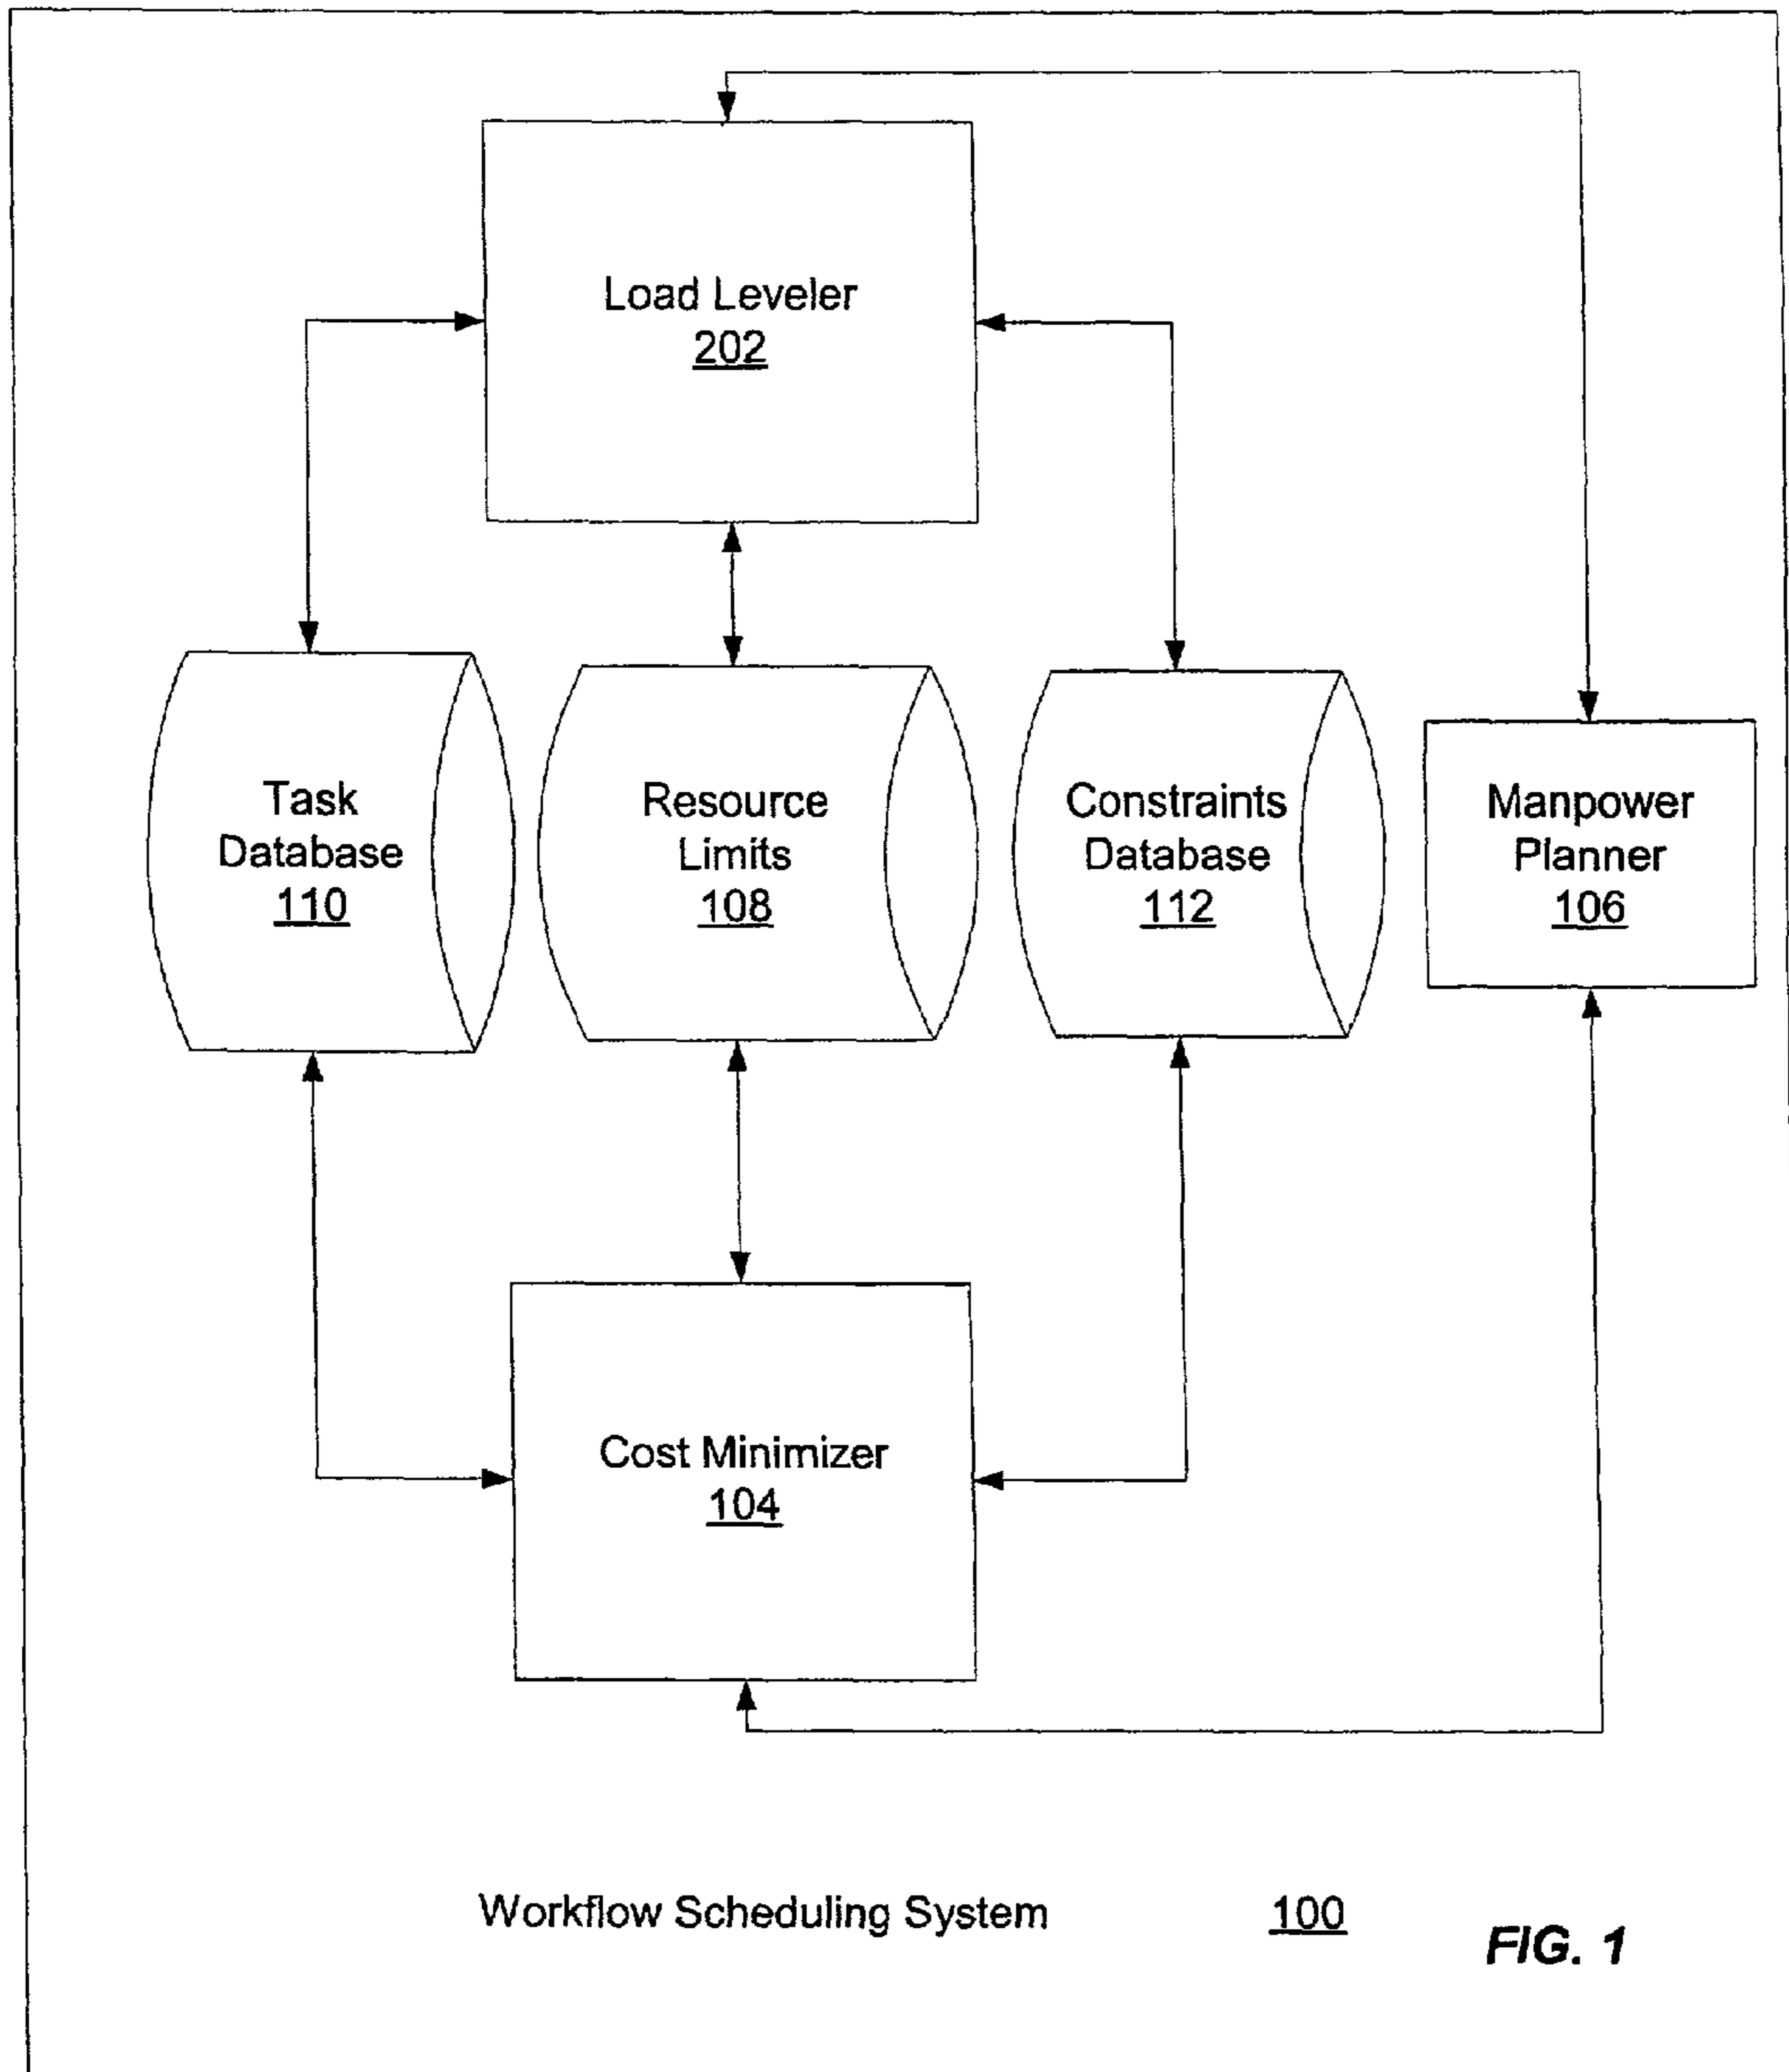 Load Leveler
202
Task
Database
110
Resource
Limits
108
Constraints
Database
112
Manpower
Planner
106
Cost Minimizer
104
Workflow Scheduling System 100
FIG. 1